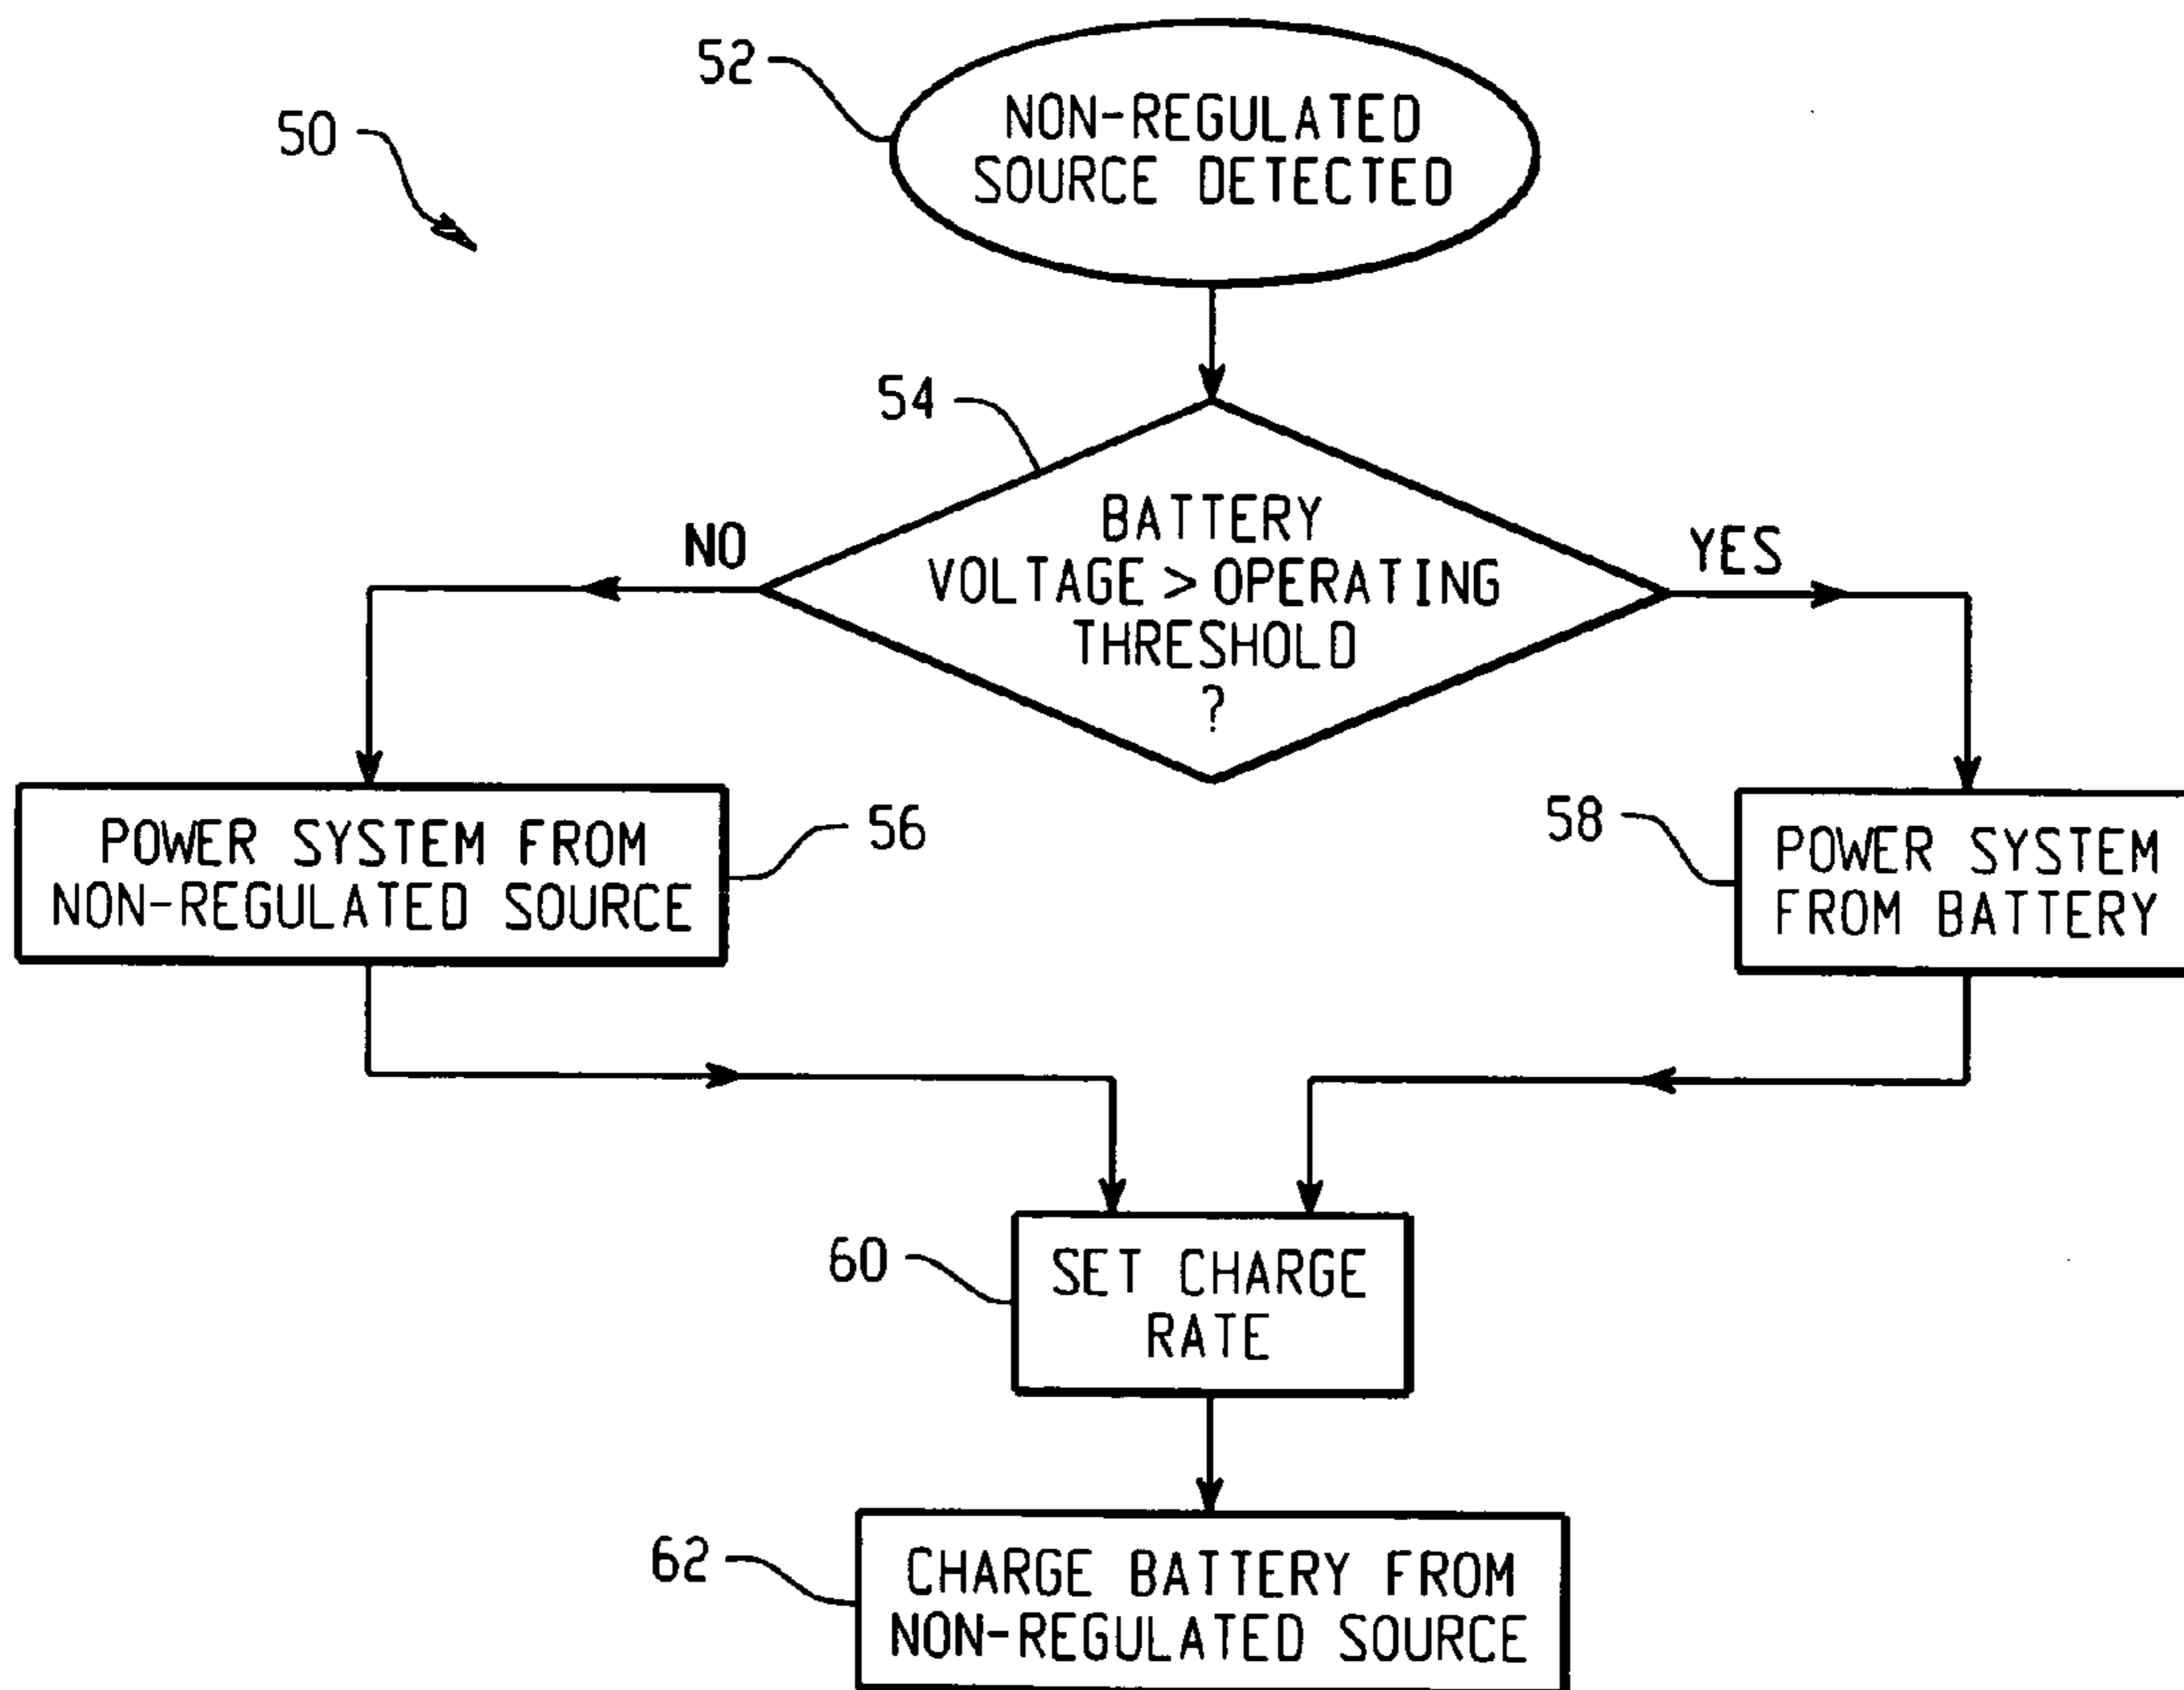 52
NON-REGULATED
SOURCE DETECTED
50
54
BATTERY
VOLTAGE > OPERATING
THRESHOLD
?
NO
YES
POWER SYSTEM FROM
NON-REGULATED SOURCE
56
58
POWER SYSTEM
FROM BATTERY
60
SET CHARGE
RATE
62
CHARGE BATTERY FROM
NON-REGULATED SOURCE